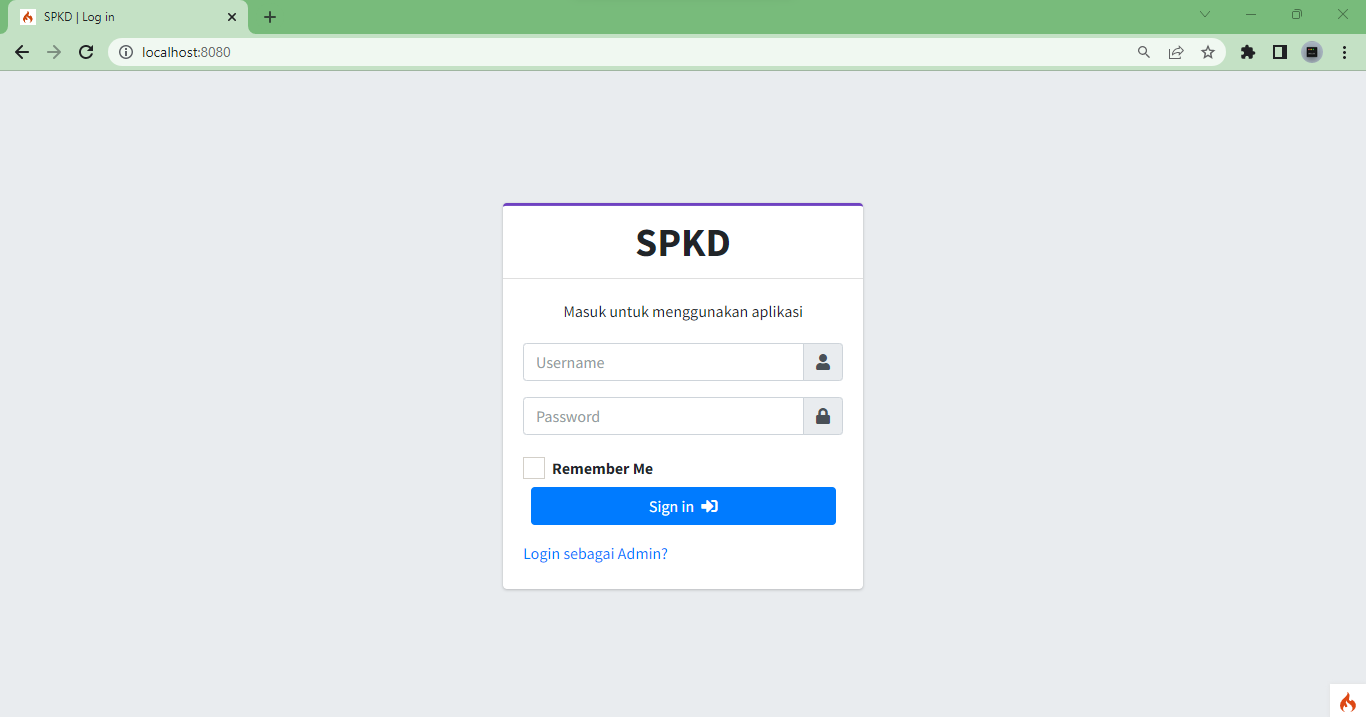 SPKD | Log in
localhost:8080
SPKD
Masuk untuk menggunakan aplikasi
Username
Password
Remember Me
Sign in
Login sebagai Admin?